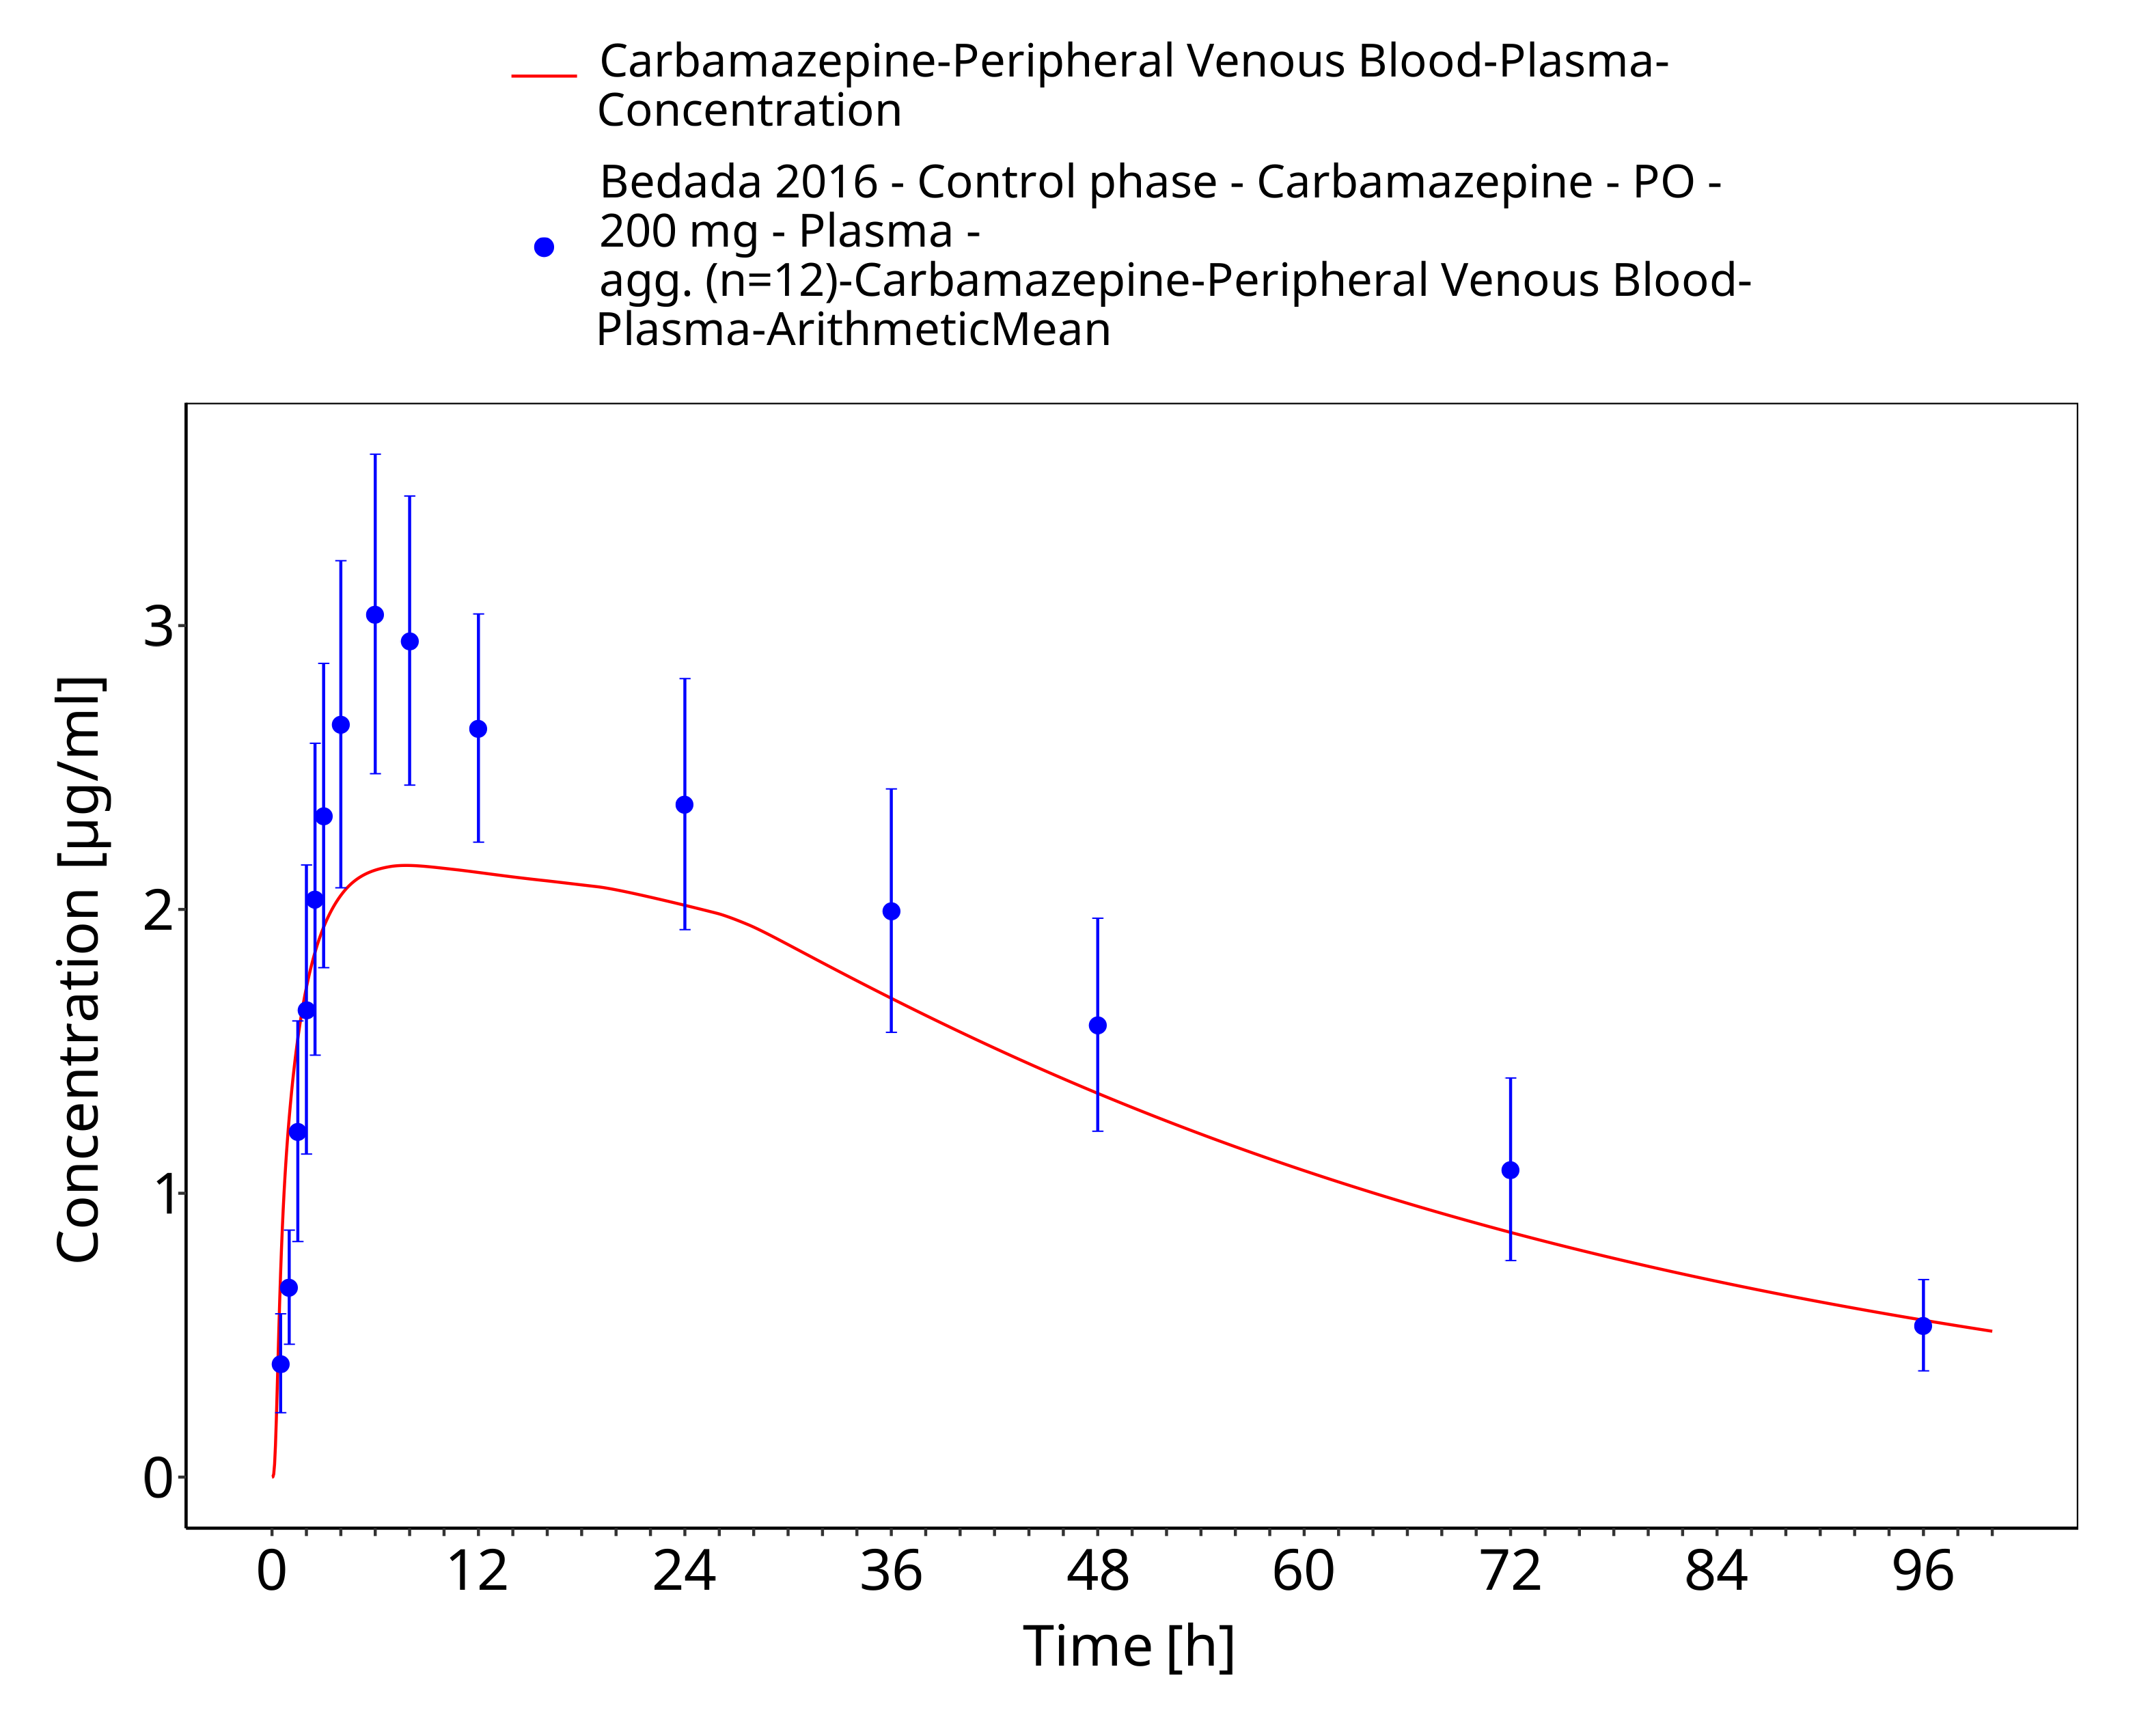 Carbamazepine-Peripheral Venous Blood-Plasma-
Concentration
Bedada 2016 - Control phase - Carbamazepine - PO -
200 mg - Plasma -
agg. (n=12)-Carbamazepine-Peripheral Venous Blood-
Plasma-ArithmeticMean
Concentration [µg/ml]
3
2
1
0
0 12 24 36 48 60 72 84 96
Time [h]